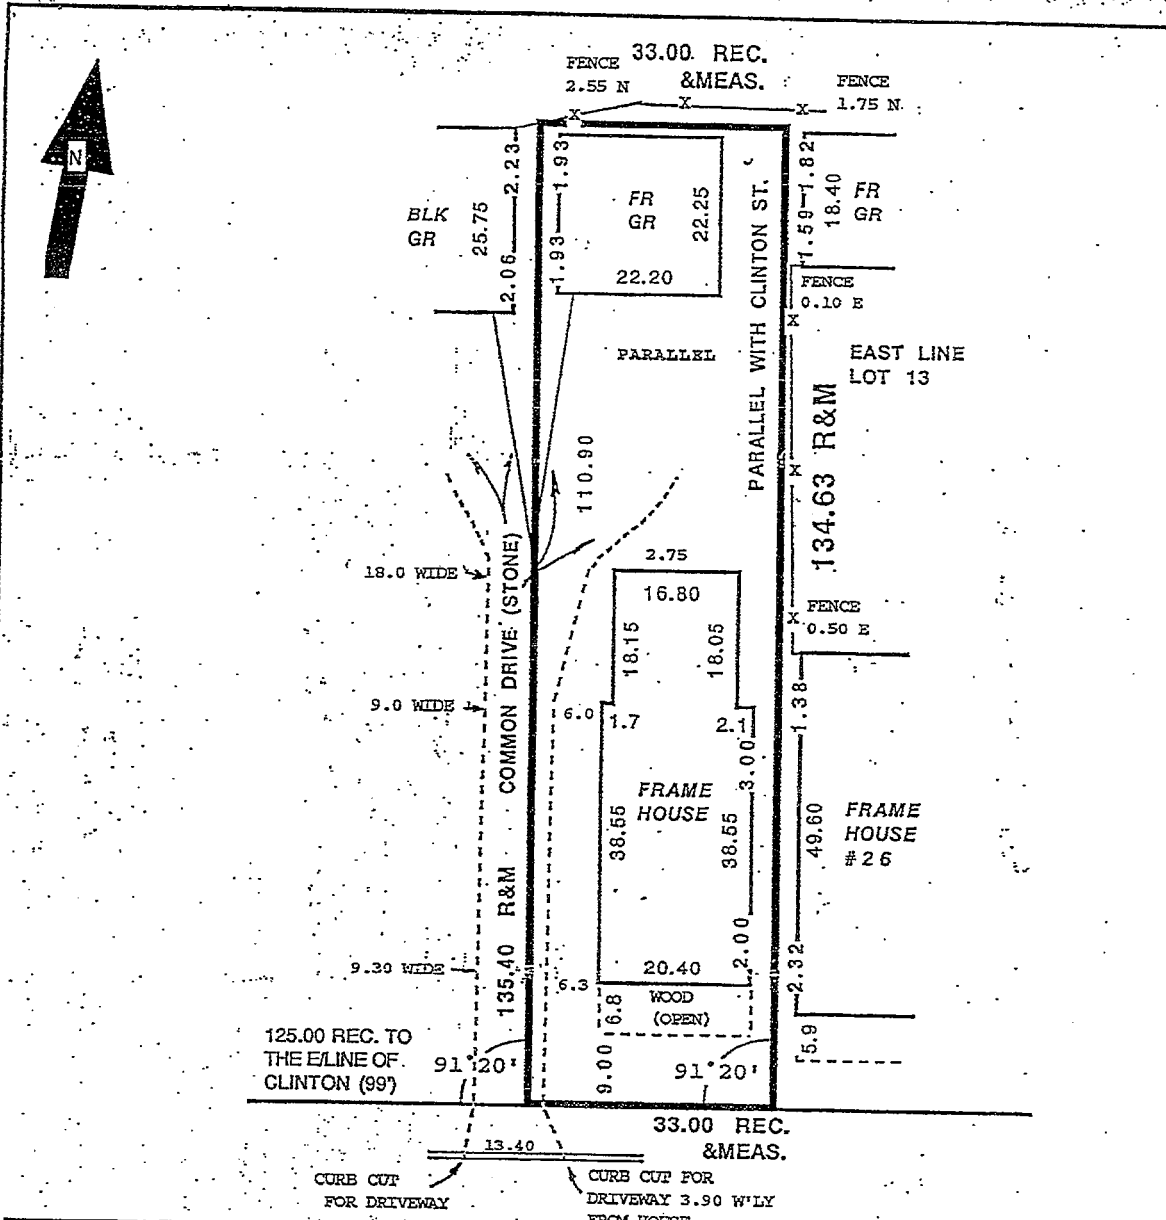 33.00 REC.
&MEAS.
FENCE
2.55 N
FENCE
1.75 N
N
2.23
1.93
1.82
BLK
GR
25.75
FR
GR
22.25
18.40
FR
GR
2.06
1.93
1.59
22.20
FENCE
0.10 E
PARALLEL
PARALLEL WITH CLINTON ST.
EAST LINE
LOT 13
134.63 R&M
110.90
18.0 WIDE
COMMON DRIVE (STONE)
2.75
16.80
FENCE
0.50 E
18.15
18.05
9.0 WIDE
6.0
1.7
2.1
1.38
3.00
FRAME
HOUSE
38.55
38.55
49.60
FRAME
HOUSE
#26
135.40 R&M
9.30 WIDE
6.3
20.40
2.00
2.32
6.8
WOOD
(OPEN)
5.9
125.00 REC. TO
THE E/LINE OF
CLINTON (99')
91°20'
9.00
91°20'
33.00 REC.
&MEAS.
13.40
CURB CUT
FOR DRIVEWAY
CURB CUT FOR
DRIVEWAY 3.90 W'LY
FROM HOUSE